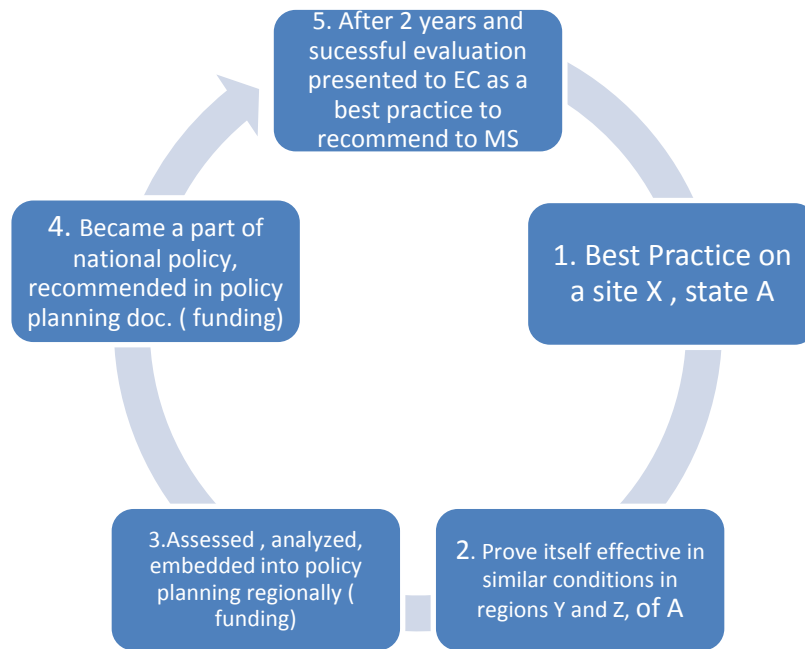 5. After 2 years and
sucessful evaluation
presented to EC as a
best practice to
recommend to MS
1. Best Practice on
a site X , state A
2. Prove itself effective in
similar conditions in
regions Y and Z, of A
3.Assessed , analyzed,
embedded into policy
planning regionally (
funding)
4. Became a part of
national policy,
recommended in policy
planning doc. ( funding)